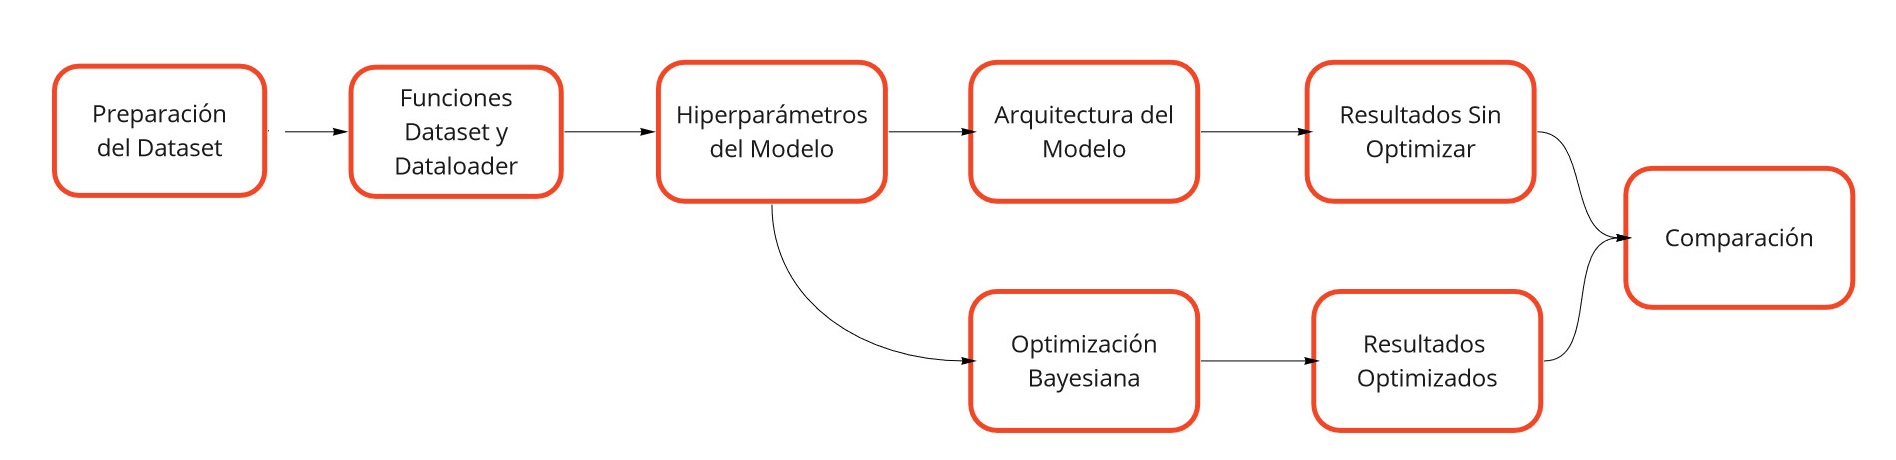 Preparación
del Dataset
Funciones
Dataset y
Dataloader
Hiperparámetros
del Modelo
Arquitectura del
Modelo
Resultados Sin
Optimizar
Comparación
Optimización
Bayesiana
Resultados
Optimizados